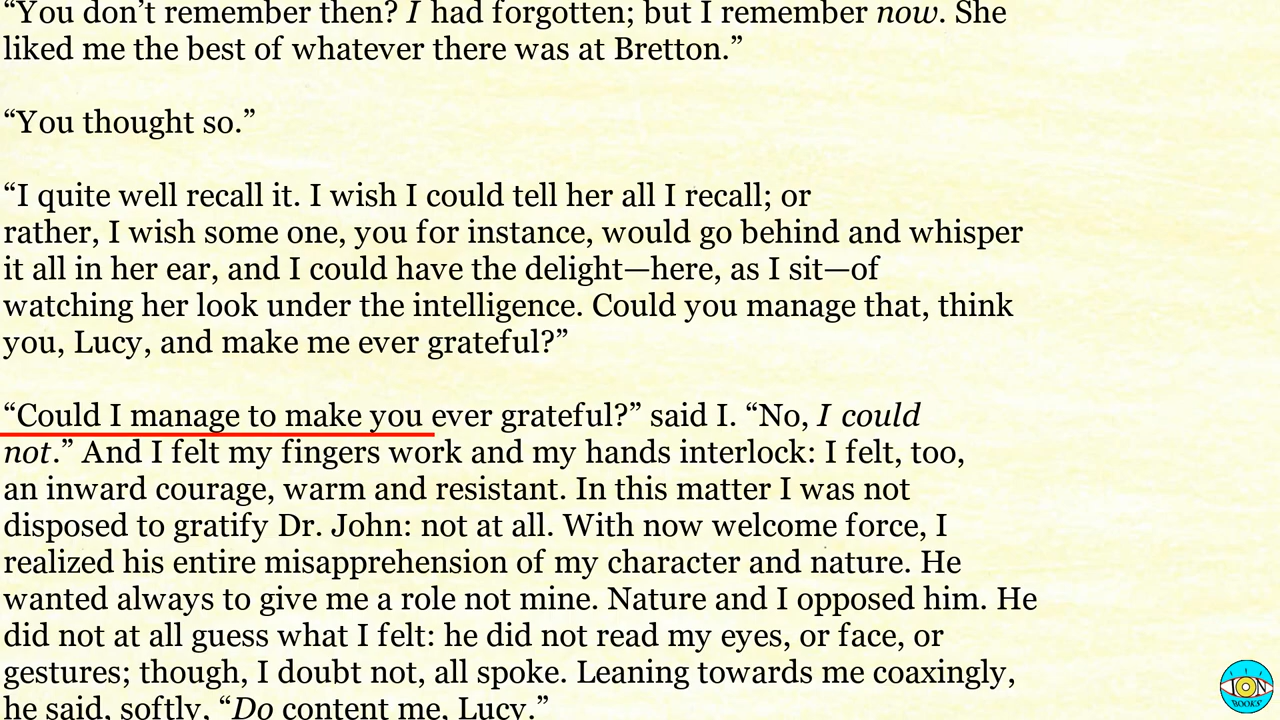 “You don’t remember then? I had forgotten; but I remember now. She
liked me the best of whatever there was at Bretton.”
“You thought so.”
“I quite well recall it. I wish I could tell her all I recall; or
rather, I wish some one, you for instance, would go behind and whisper
it all in her ear, and I could have the delight—here, as I sit—of
watching her look under the intelligence. Could you manage that, think
you, Lucy, and make me ever grateful?”
“Could I manage to make you ever grateful?” said I. “No, I could
not.” And I felt my fingers work and my hands interlock: I felt, too,
an inward courage, warm and resistant. In this matter I was not
disposed to gratify Dr. John: not at all. With now welcome force, I
realized his entire misapprehension of my character and nature. He
wanted always to give me a role not mine. Nature and I opposed him. He
did not at all guess what I felt: he did not read my eyes, or face, or
gestures; though, I doubt not, all spoke. Leaning towards me coaxingly,
he said, softly, “Do content me, Lucy.”
ION
BOOKS